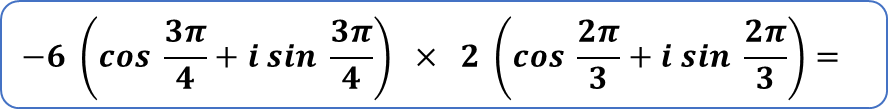 −6 (cos 3π/4 + i sin 3π/4) × 2 (cos 2π/3 + i sin 2π/3) =